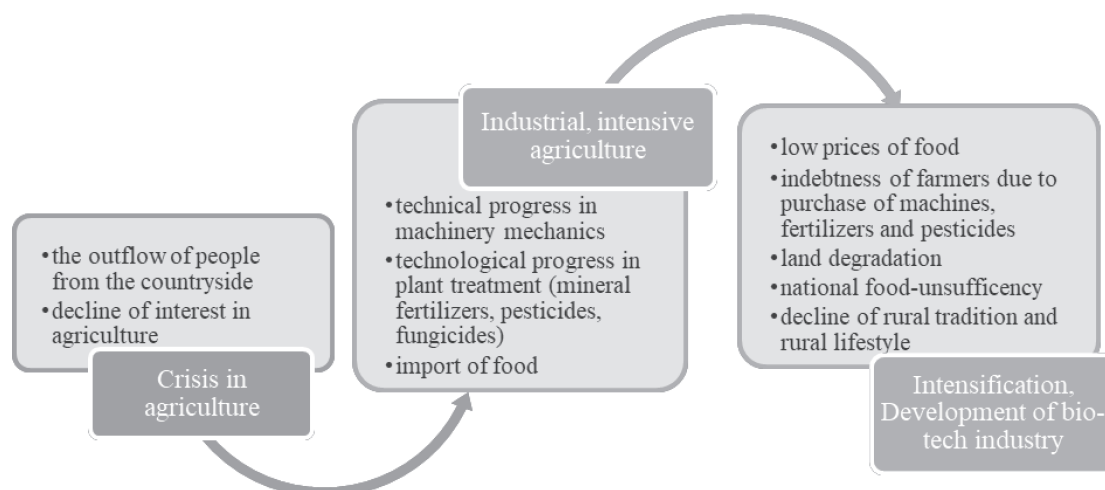 •the outflow of people
from the countryside
•decline of interest in
agriculture
Crisis in
agriculture
Industrial, intensive
agriculture
•technical progress in
machinery mechanics
•technological progress in
plant treatment (mineral
fertilizers, pesticides,
fungicides)
•import of food
•low prices of food
•indebtness of farmers due to
purchase of machines,
fertilizers and pesticides
•land degradation
•national food-unsufficency
•decline of rural tradition and
rural lifestyle
Intensification,
Development of bio-
tech industry